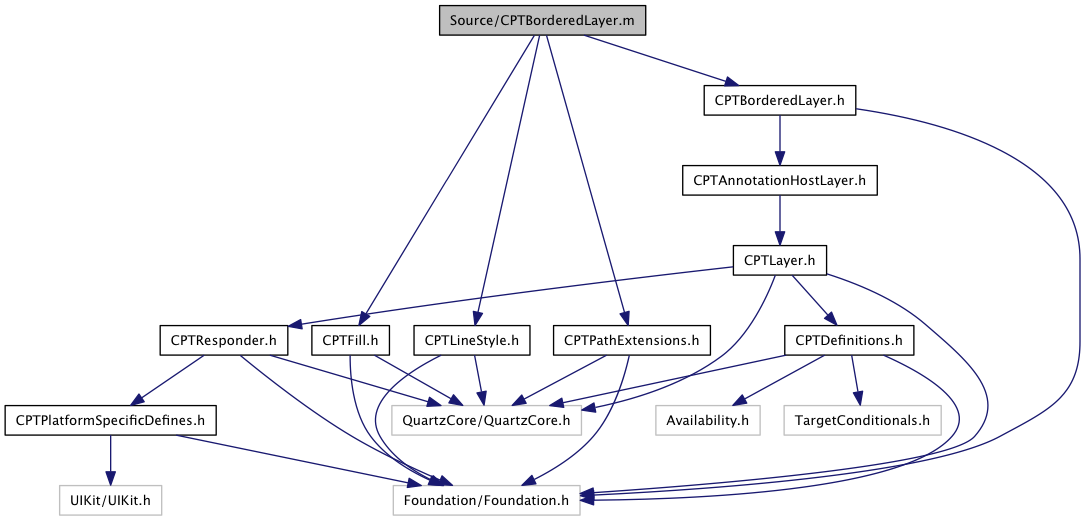 Source/CPTBorderedLayer.m
CPTBorderedLayer.h
CPTAnnotationHostLayer.h
CPTLayer.h
CPTResponder.h
CPTFill.h
CPTLineStyle.h
CPTPathExtensions.h
CPTDefinitions.h
CPTPlatformSpecificDefines.h
QuartzCore/QuartzCore.h
Availability.h
TargetConditionals.h
UIKit/UIKit.h
Foundation/Foundation.h